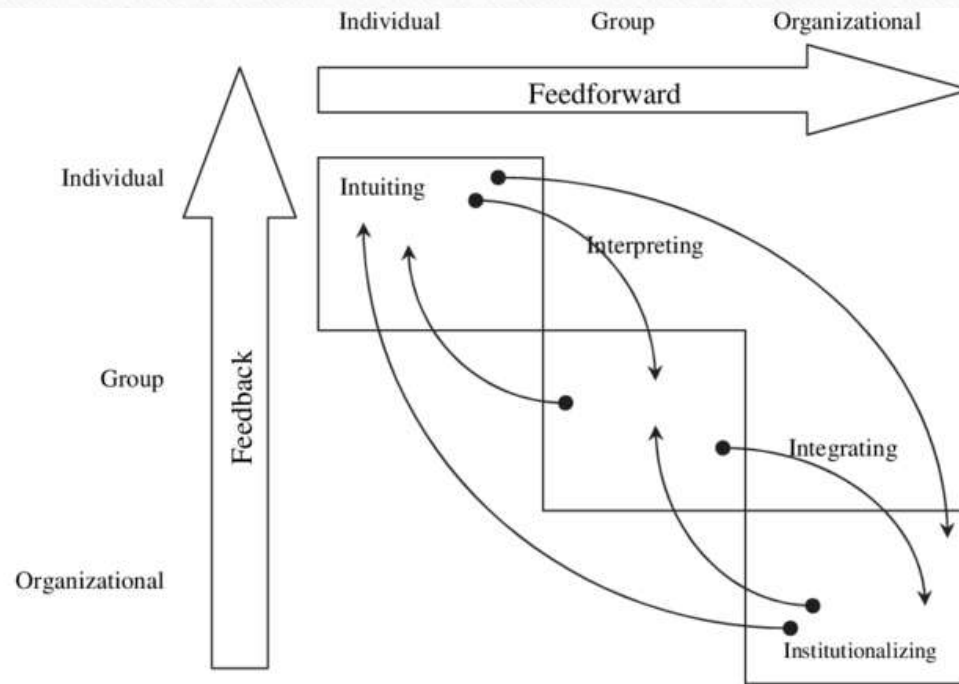 Individual
Group
Organizational
Feedforward
Individual
Intuiting
Interpreting
Group
Feedback
Integrating
Organizational
Institutionalizing